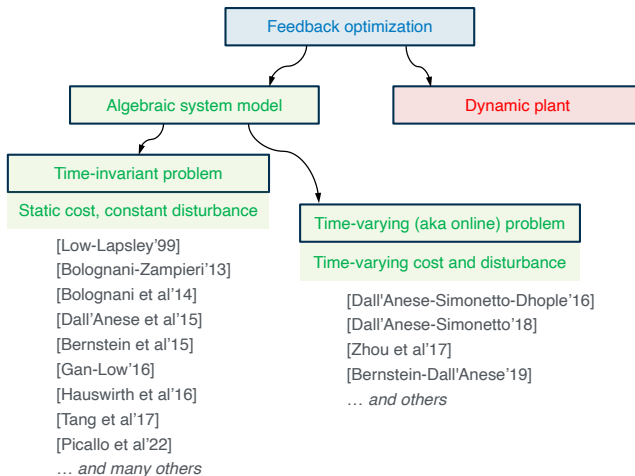 Feedback optimization
Algebraic system model
Dynamic plant
Time-invariant problem
Static cost, constant disturbance
[Low-Lapsley'99]
[Bolognani-Zampieri'13]
[Bolognani et al'14]
[Dall'Anese et al'15]
[Bernstein et al'15]
[Gan-Low'16]
[Hauswirth et al'16]
[Tang et al'17]
[Picallo et al'22]
… and many others
Time-varying (aka online) problem
Time-varying cost and disturbance
[Dall'Anese-Simonetto-Dhople'16]
[Dall'Anese-Simonetto'18]
[Zhou et al'17]
[Bernstein-Dall'Anese'19]
… and others